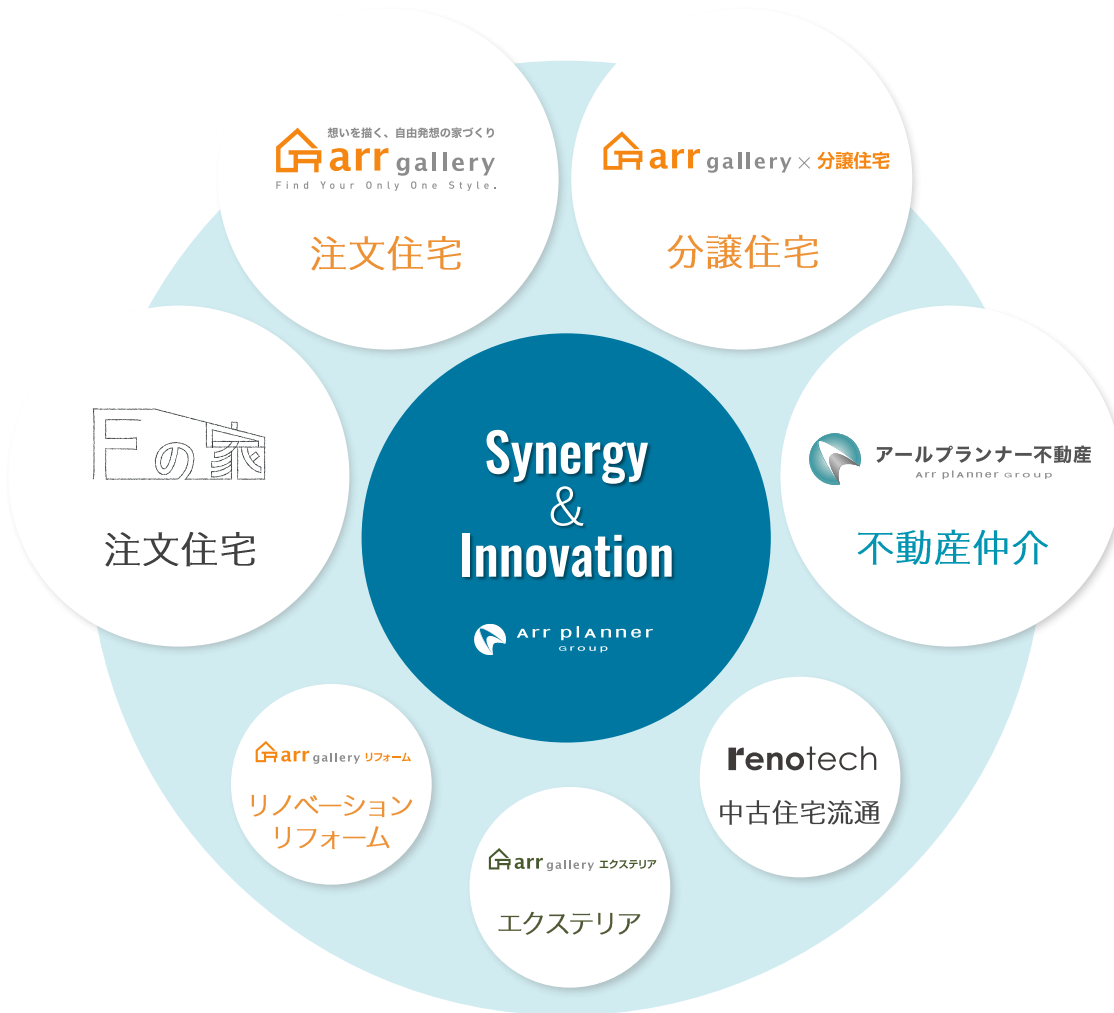 想いを描く、自由発想の家づくり
arr gallery
Find Your Only One Style.
注文住宅
arr gallery × 分譲住宅
分譲住宅
Fの家
注文住宅
Synergy
&
Innovation
Arr plAnner
Group
アールプランナー不動産
Arr plAnner Group
不動産仲介
arr gallery リフォーム
リノベーション
リフォーム
arr gallery エクステリア
エクステリア
renotech
中古住宅流通